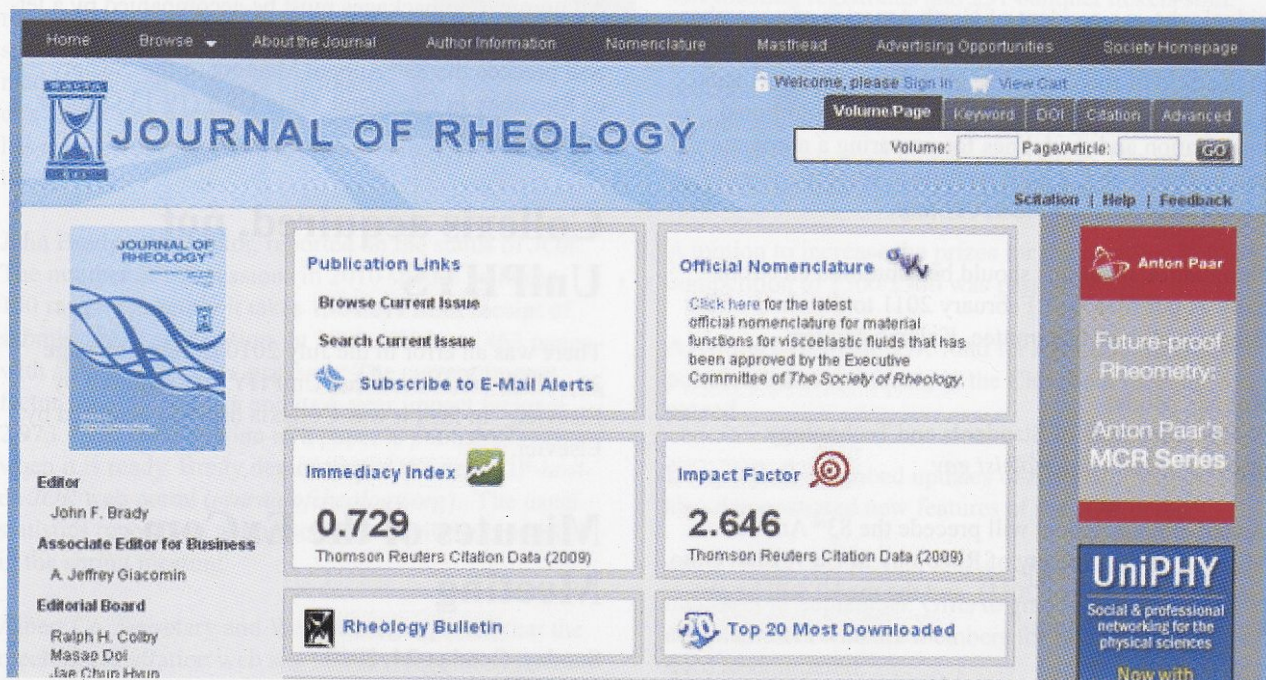 Home Browse About the Journal Author Information Nomenclature Masthead Advertising Opportunities Society Homepage
Welcome, please Sign In View Cart
JOURNAL OF RHEOLOGY
Volume/Page Keyword DOI Citation Advanced
Volume: Page/Article: GO
Scitation | Help | Feedback
JOURNAL OF
RHEOLOGY
Editor
John F. Brady
Associate Editor for Business
A. Jeffrey Giacomin
Editorial Board
Ralph H. Colby
Masao Doi
Jae Chun Hyun
Publication Links
Browse Current Issue
Search Current Issue
Subscribe to E-Mail Alerts
Official Nomenclature
Click here for the latest
official nomenclature for material
functions for viscoelastic fluids that has
been approved by the Executive
Committee of The Society of Rheology.
Immediacy Index
0.729
Thomson Reuters Citation Data (2009)
Impact Factor
2.646
Thomson Reuters Citation Data (2009)
Rheology Bulletin
Top 20 Most Downloaded
Anton Paar
Future-proof
Rheometry:
Anton Paar's
MCR Series
UniPHY
Social & professional
networking for the
physical sciences
Now with